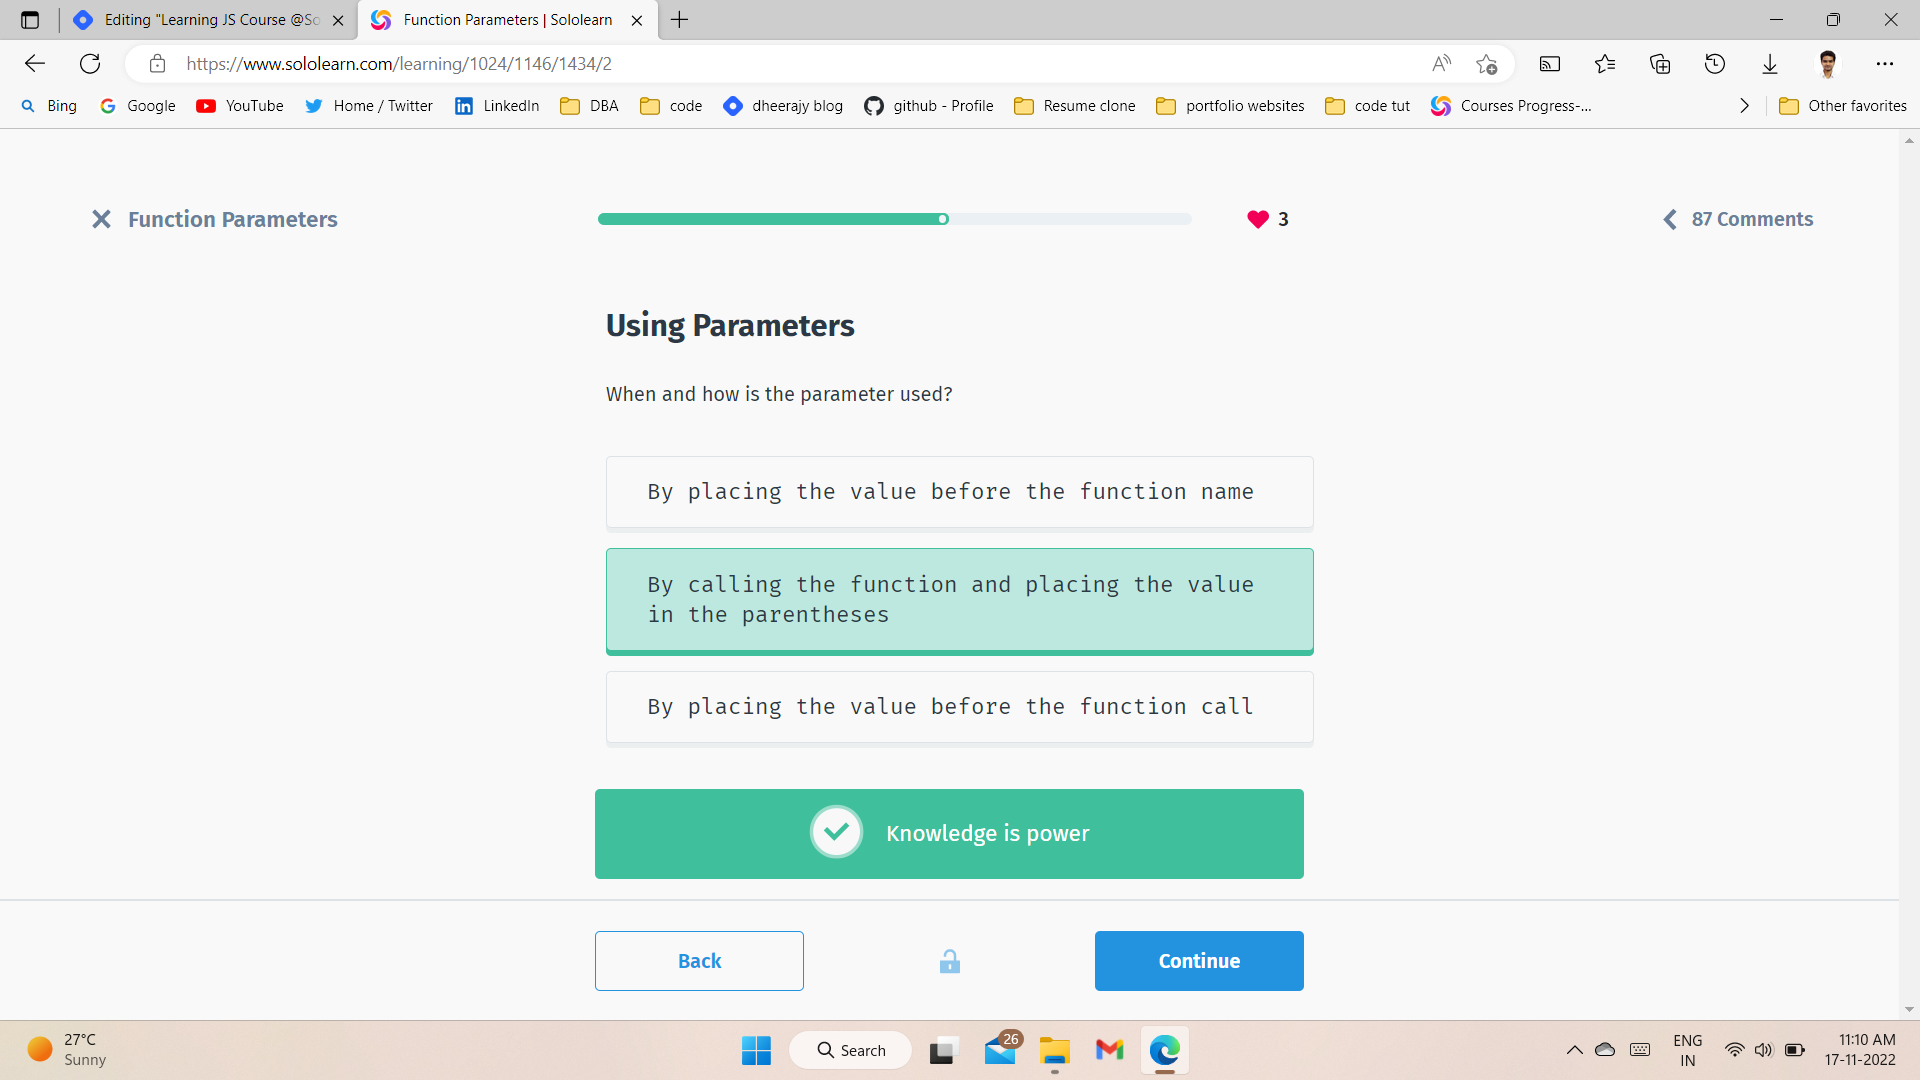 Editing "Learning JS Course @So
Function Parameters | Sololearn
https://www.sololearn.com/learning/1024/1146/1434/2
Bing
Google
YouTube
Home / Twitter
LinkedIn
DBA
code
dheerajy blog
github - Profile
Resume clone
portfolio websites
code tut
Courses Progress-...
Other favorites
Function Parameters
3
87 Comments
Using Parameters
When and how is the parameter used?
By placing the value before the function name
By calling the function and placing the value
in the parentheses
By placing the value before the function call
Knowledge is power
Back
Continue
27°C
Sunny
Search
26
ENG
IN
11:10 AM
17-11-2022